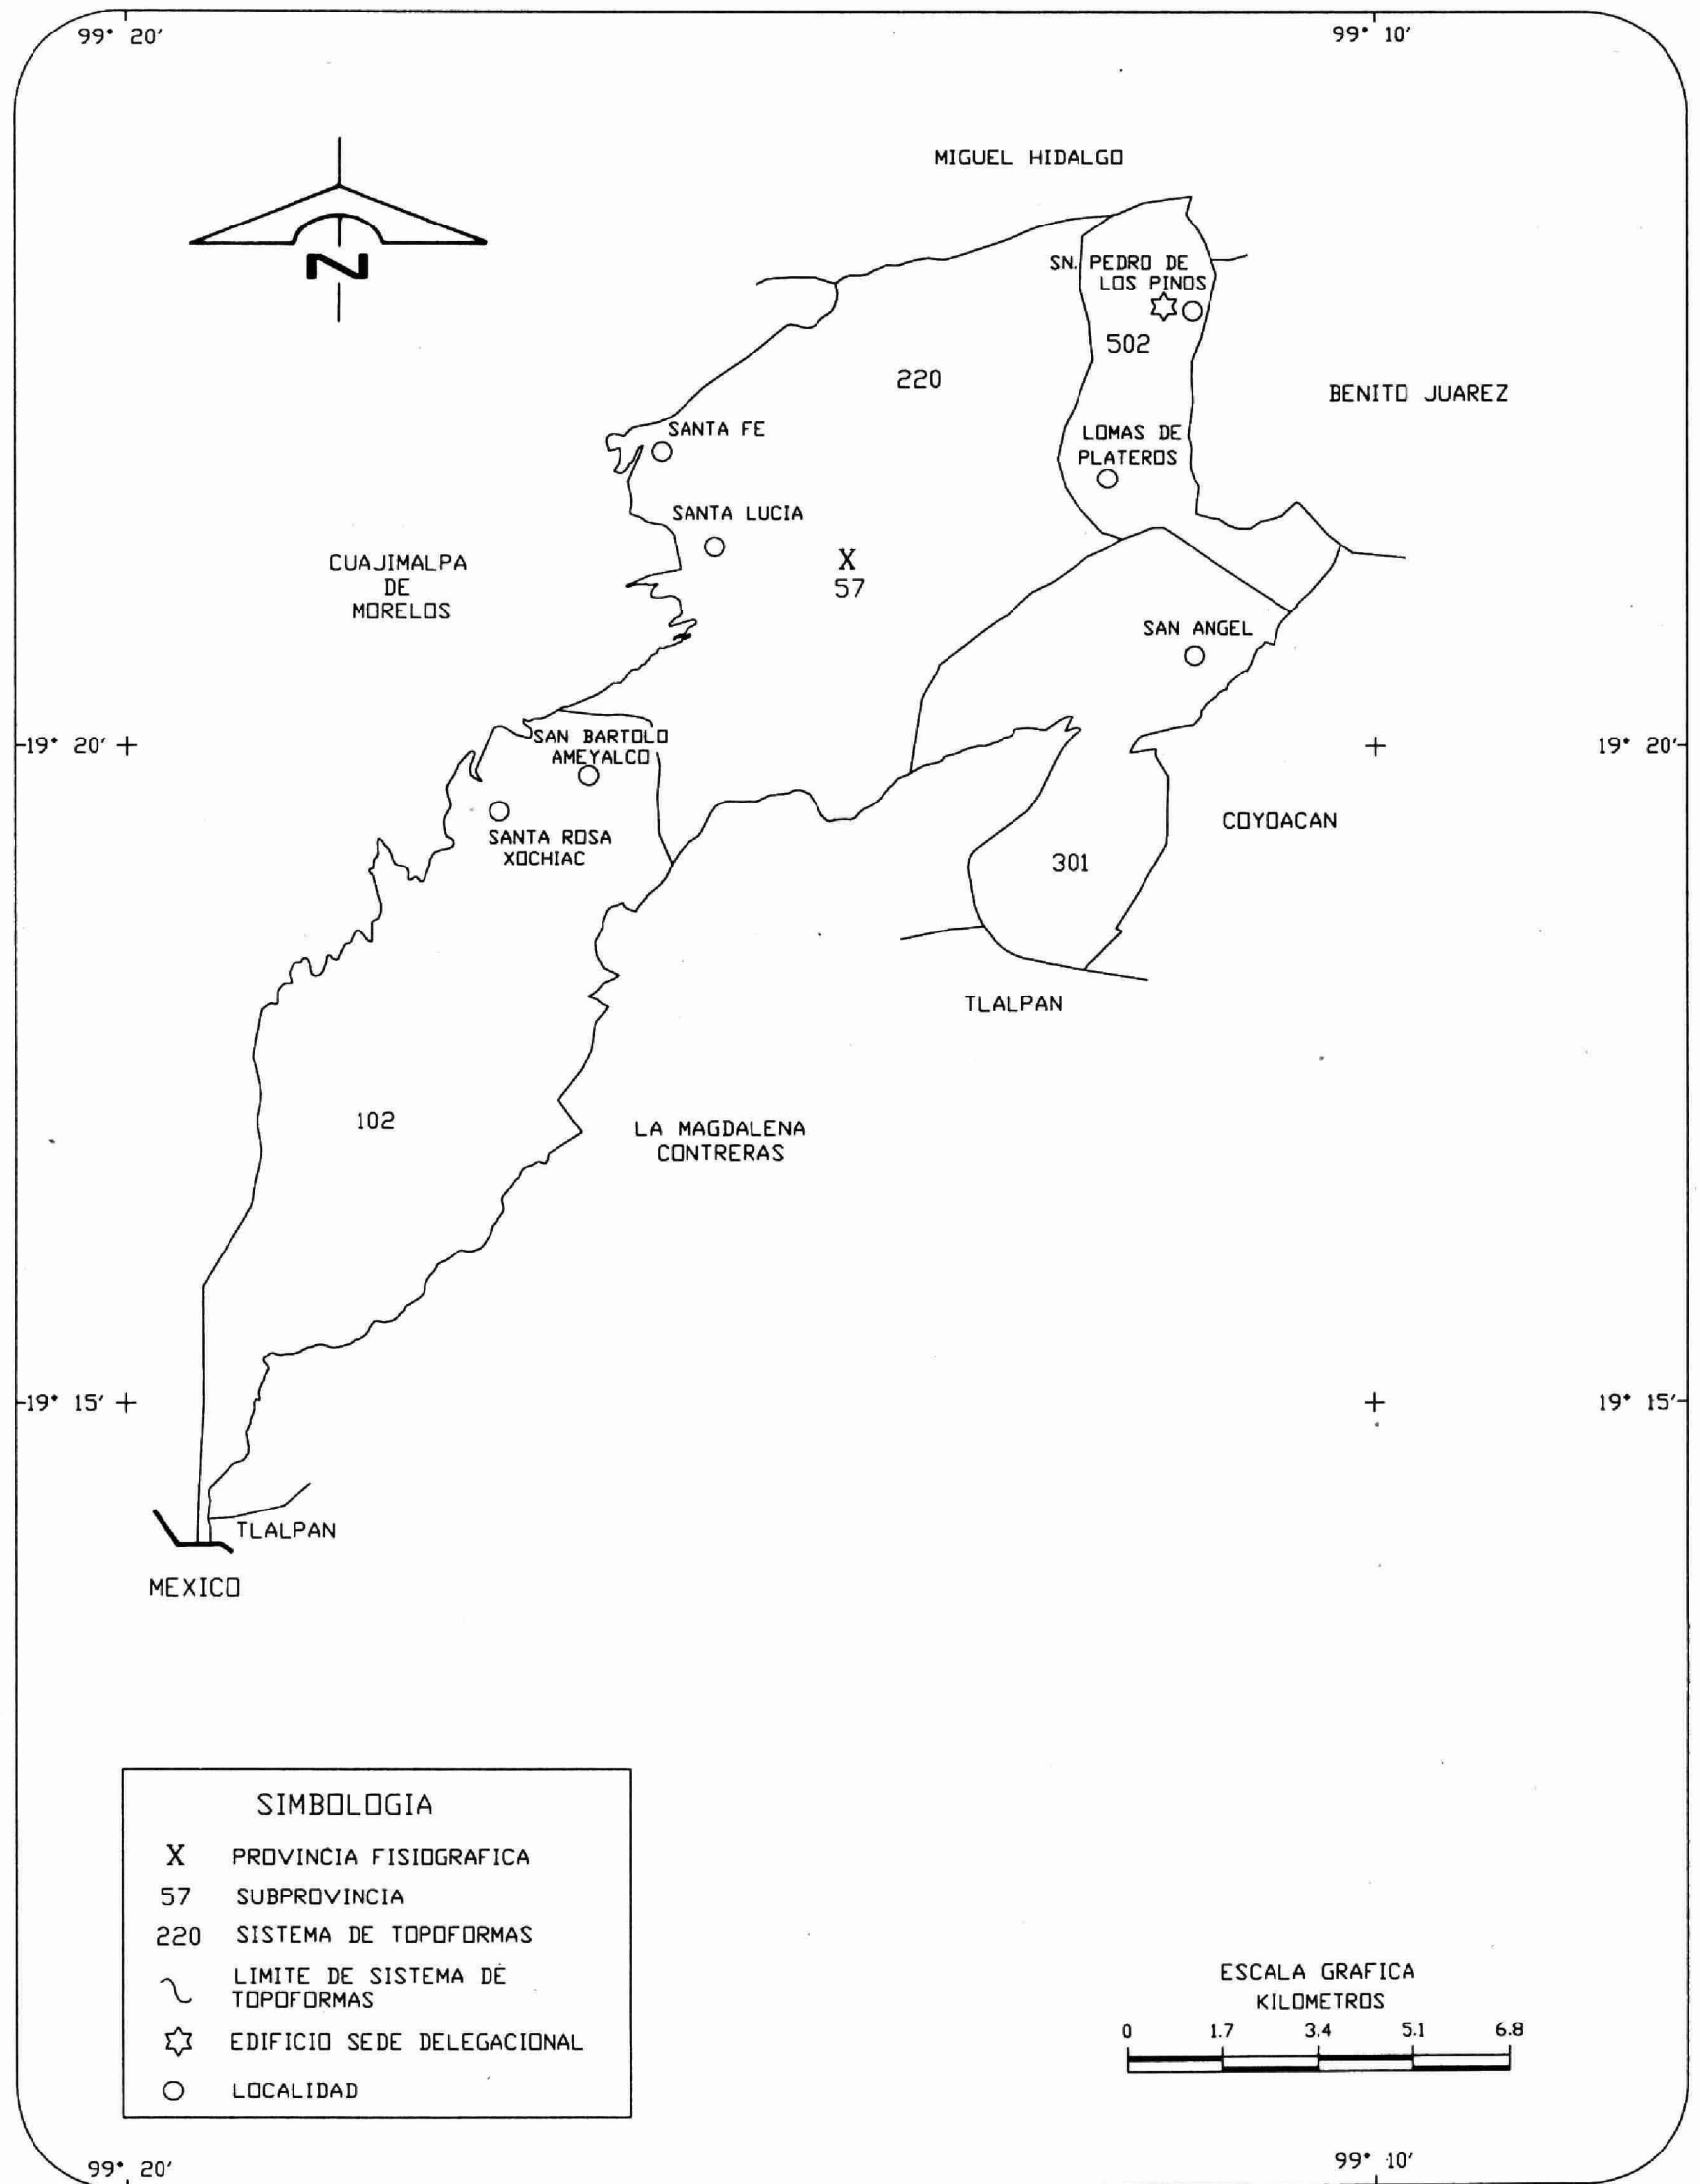 99° 20′
99° 10′
MIGUEL HIDALGO
N
SN. PEDRO DE
LOS PINOS
502
220
BENITO JUAREZ
SANTA FE
LOMAS DE
PLATEROS
SANTA LUCIA
X
57
CUAJIMALPA
DE
MORELOS
SAN ANGEL
19° 20′
SAN BARTOLO
AMEYALCO
19° 20′
SANTA ROSA
XOCHIAC
COYOACAN
301
TLALPAN
102
LA MAGDALENA
CONTRERAS
19° 15′
19° 15′
TLALPAN
MEXICO
SIMBOLOGIA
X PROVINCIA FISIOGRAFICA
57 SUBPROVINCIA
220 SISTEMA DE TOPOFORMAS
LIMITE DE SISTEMA DE
TOPOFORMAS
EDIFICIO SEDE DELEGACIONAL
LOCALIDAD
ESCALA GRAFICA
KILOMETROS
0 1.7 3.4 5.1 6.8
99° 20′
99° 10′